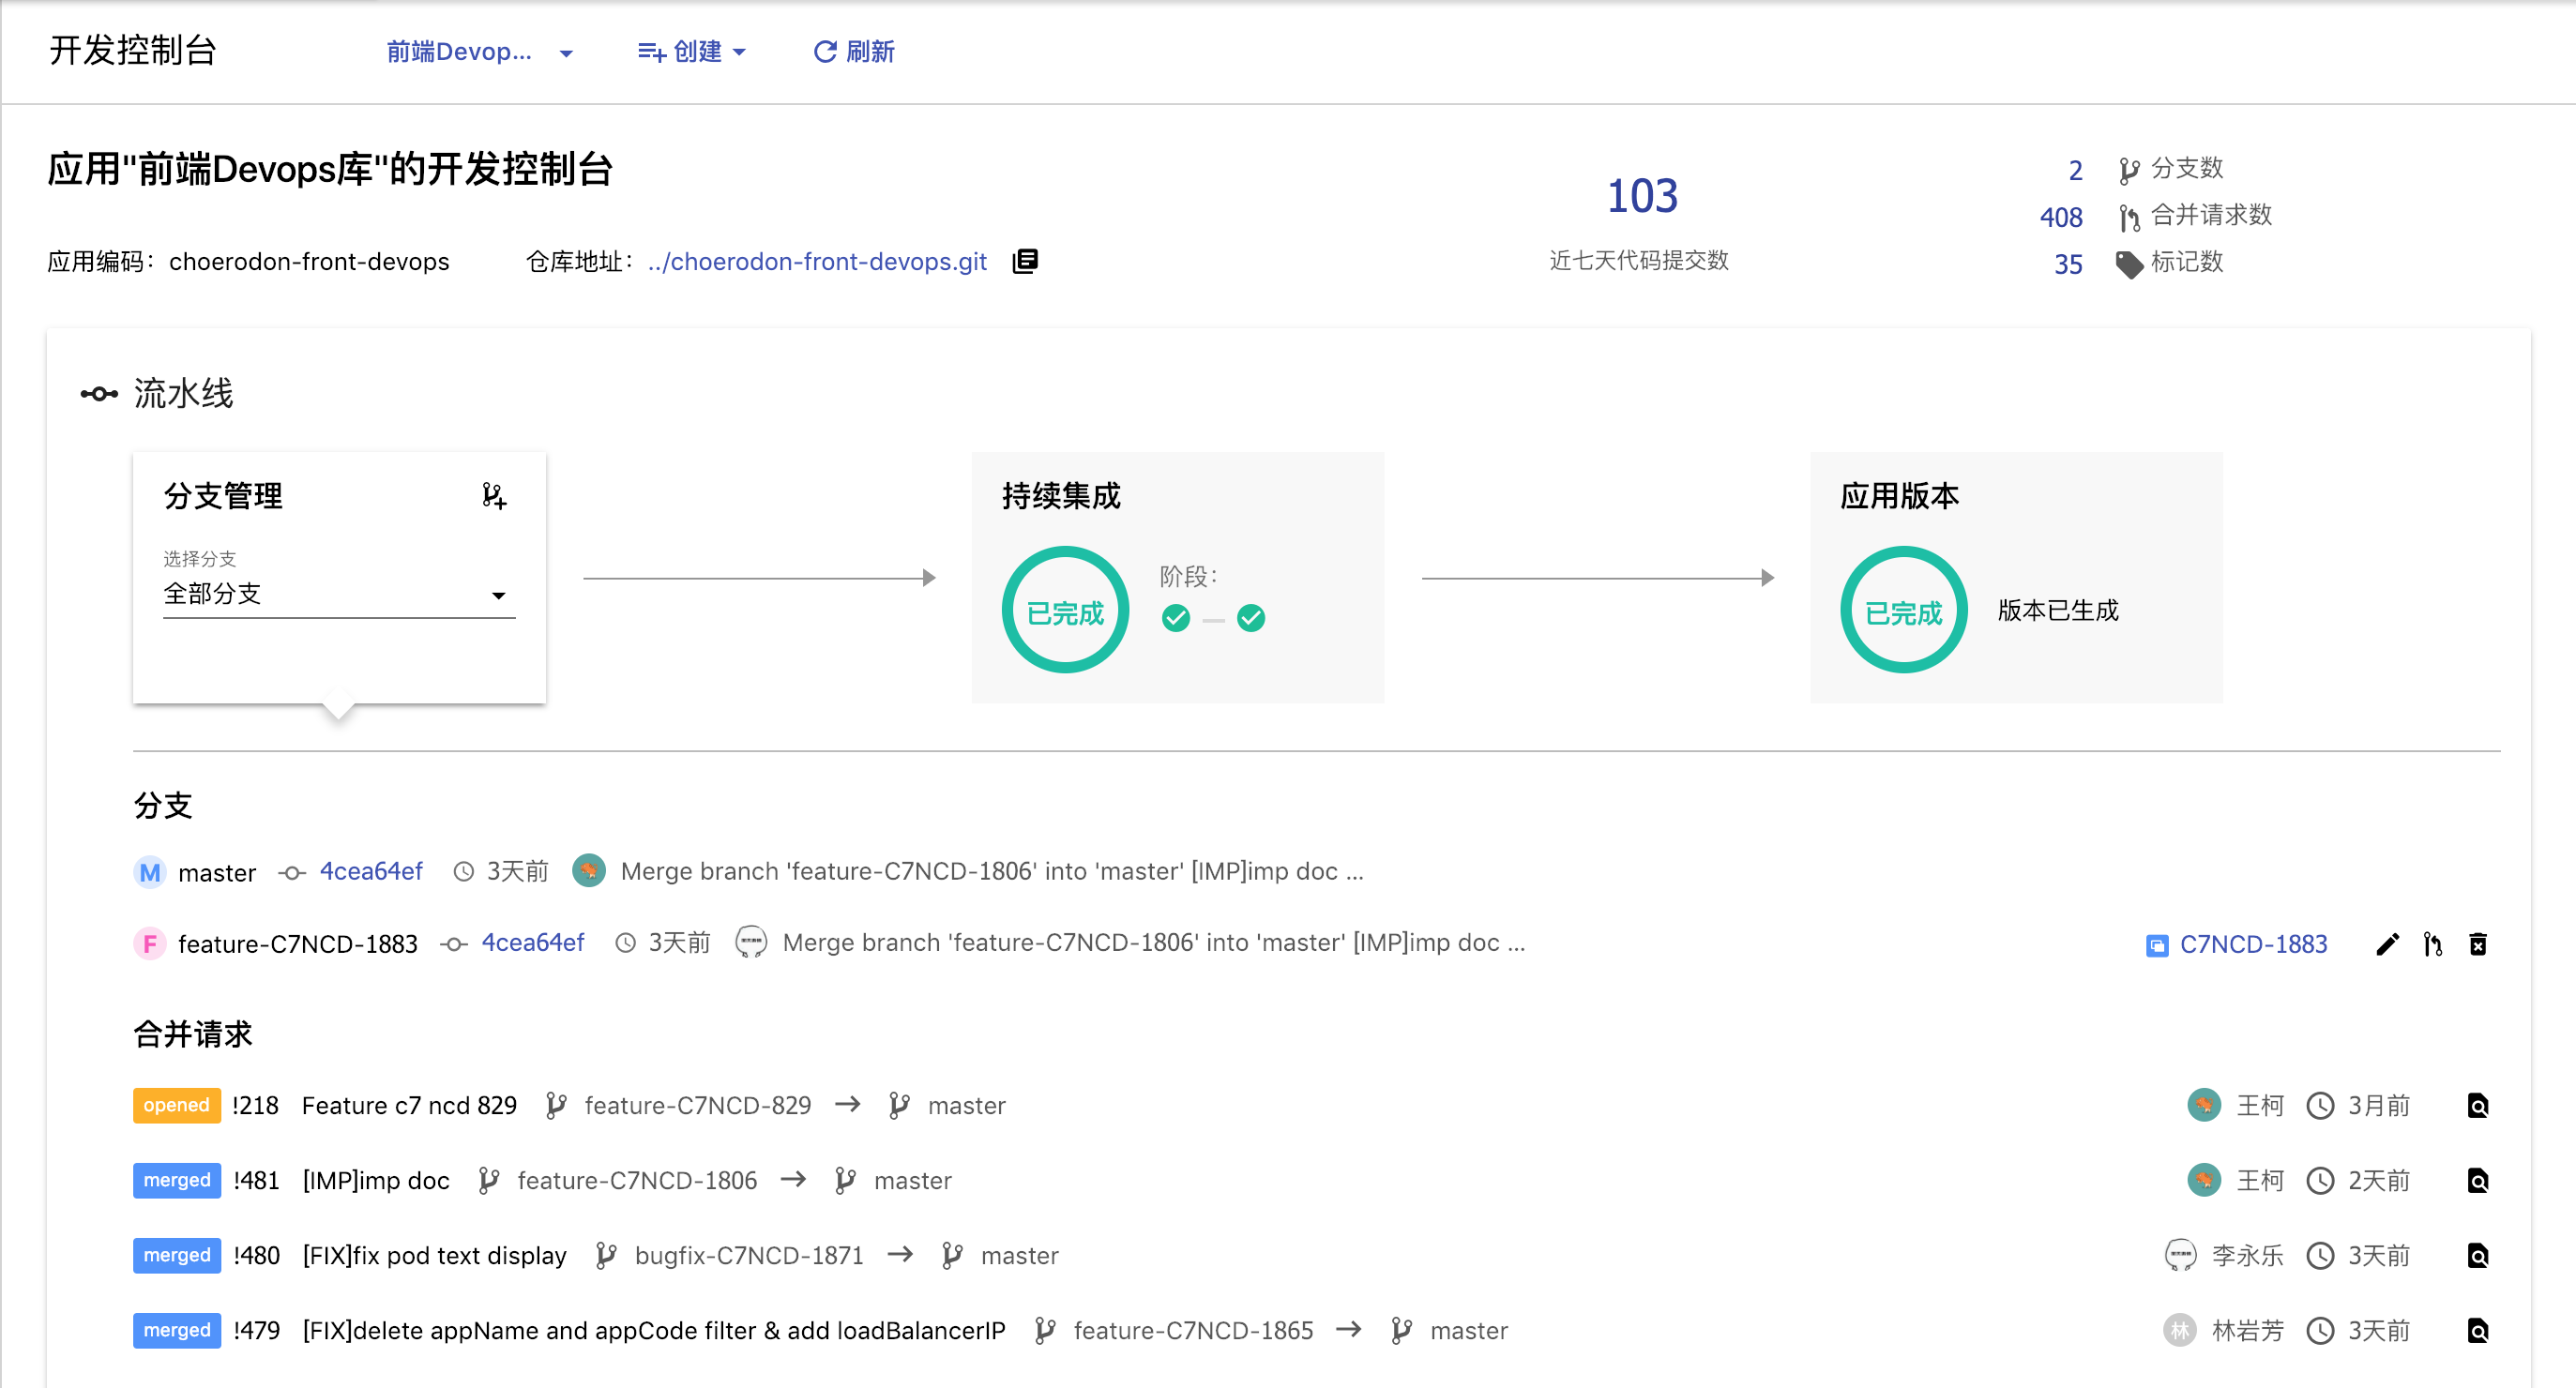 开发控制台 前端Devop... 创建 刷新
应用"前端Devops库"的开发控制台
应用编码：choerodon-front-devops 仓库地址：../choerodon-front-devops.git
103
近七天代码提交数
2 分支数
408 合并请求数
35 标记数
流水线
分支管理
选择分支
全部分支
持续集成
已完成
阶段：
应用版本
已完成
版本已生成
分支
M master 4cea64ef 3天前 Merge branch 'feature-C7NCD-1806' into 'master' [IMP]imp doc ...
F feature-C7NCD-1883 4cea64ef 3天前 Merge branch 'feature-C7NCD-1806' into 'master' [IMP]imp doc ... C7NCD-1883
合并请求
opened !218 Feature c7 ncd 829 feature-C7NCD-829 → master 王柯 3月前
merged !481 [IMP]imp doc feature-C7NCD-1806 → master 王柯 2天前
merged !480 [FIX]fix pod text display bugfix-C7NCD-1871 → master 李永乐 3天前
merged !479 [FIX]delete appName and appCode filter & add loadBalancerIP feature-C7NCD-1865 → master 林 林岩芳 3天前